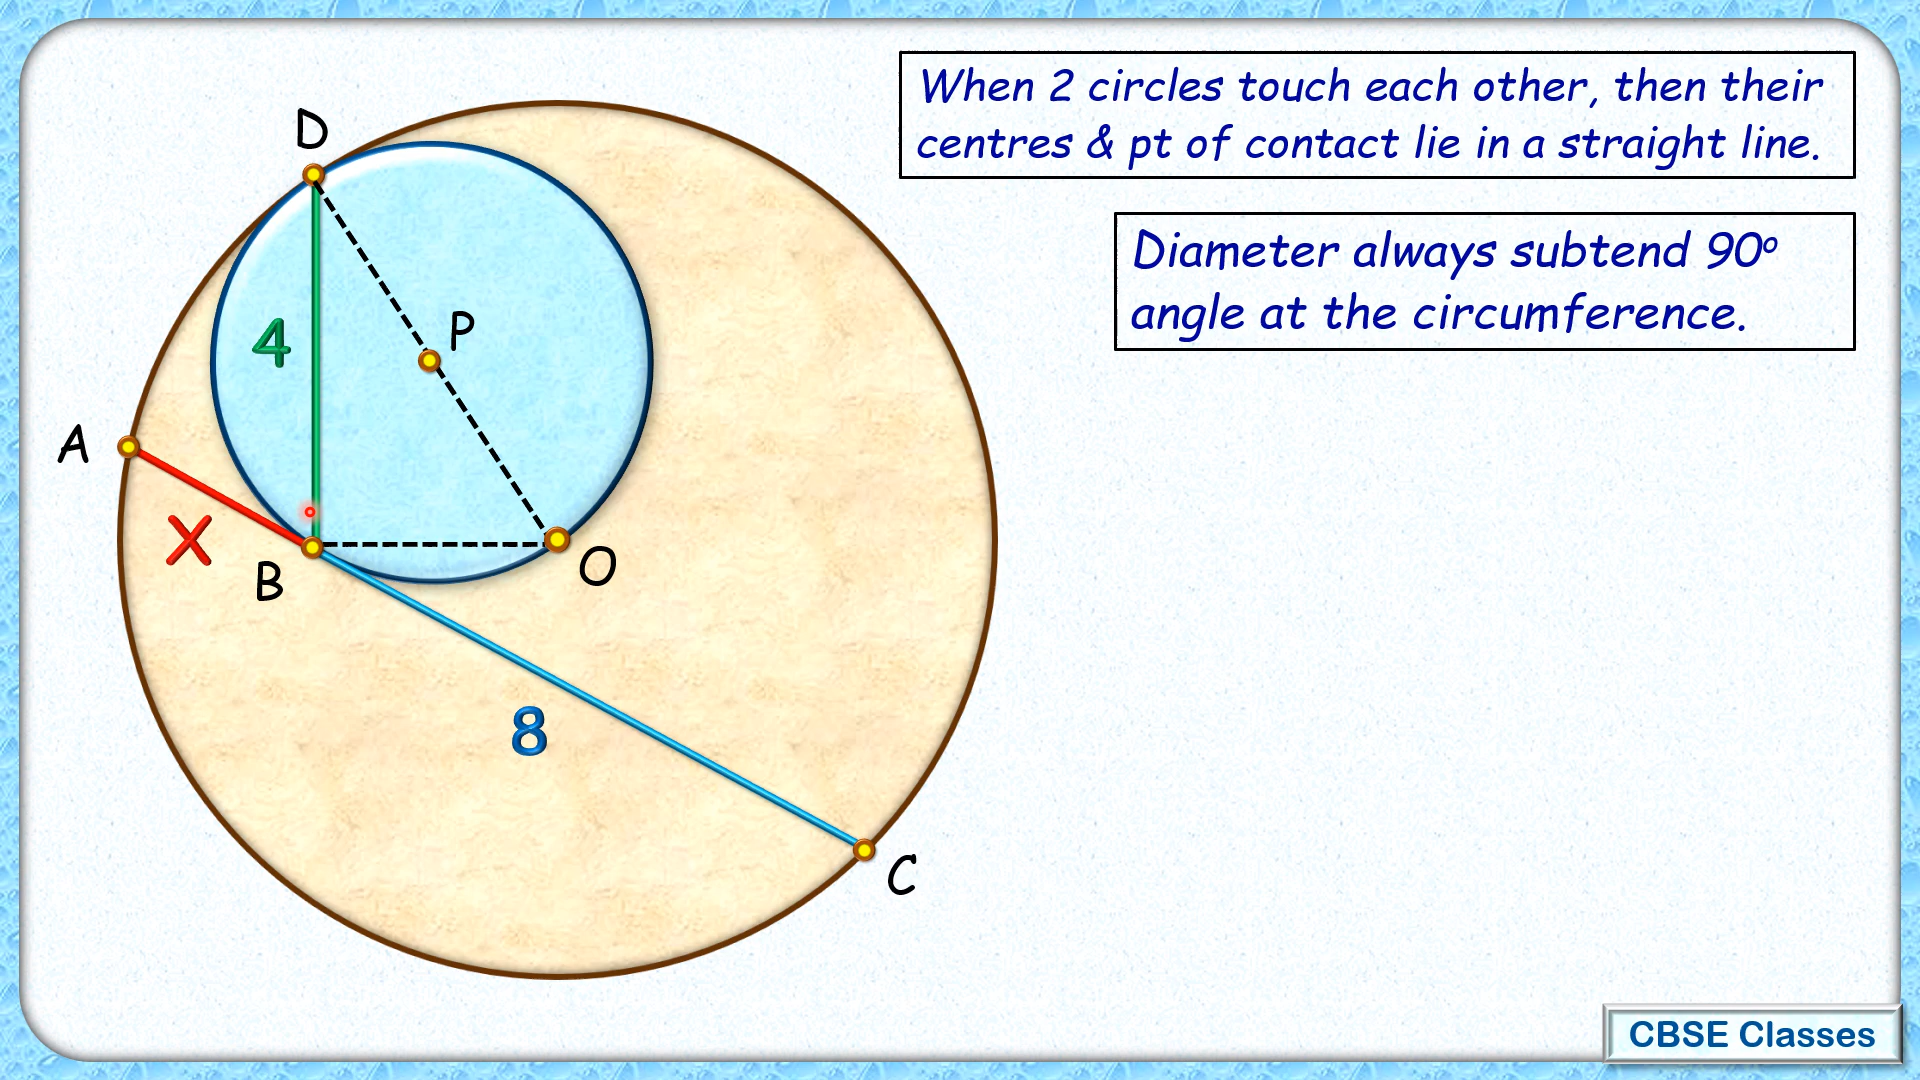 When 2 circles touch each other, then their
centres & pt of contact lie in a straight line.
D
Diameter always subtend 90º
angle at the circumference.
4
P
A
X
B
O
8
C
CBSE Classes